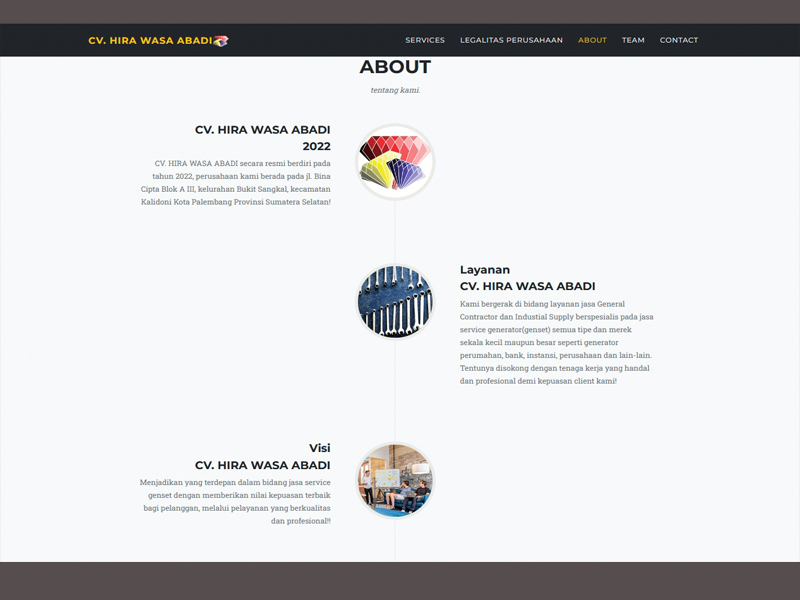 CV. HIRA WASA ABADI
SERVICES LEGALITAS PERUSAHAAN ABOUT TEAM CONTACT
ABOUT
tentang kami.
CV. HIRA WASA ABADI
2022
CV. HIRA WASA ABADI secara resmi berdiri pada
tahun 2022, perusahaan kami berada pada jl. Bina
Cipta Blok A III, kelurahan Bukit Sangkal, kecamatan
Kalidoni Kota Palembang Provinsi Sumatera Selatan!
Layanan
CV. HIRA WASA ABADI
Kami bergerak di bidang layanan jasa General
Contractor dan Industial Supply berspesialis pada jasa
service generator(genset) semua tipe dan merek
sekala kecil maupun besar seperti generator
perumahan, bank, instansi, perusahaan dan lain-lain.
Tentunya disokong dengan tenaga kerja yang handal
dan profesional demi kepuasan client kami!
Visi
CV. HIRA WASA ABADI
Menjadikan yang terdepan dalam bidang jasa service
genset dengan memberikan nilai kepuasan terbaik
bagi pelanggan, melalui pelayanan yang berkualitas
dan profesional!!